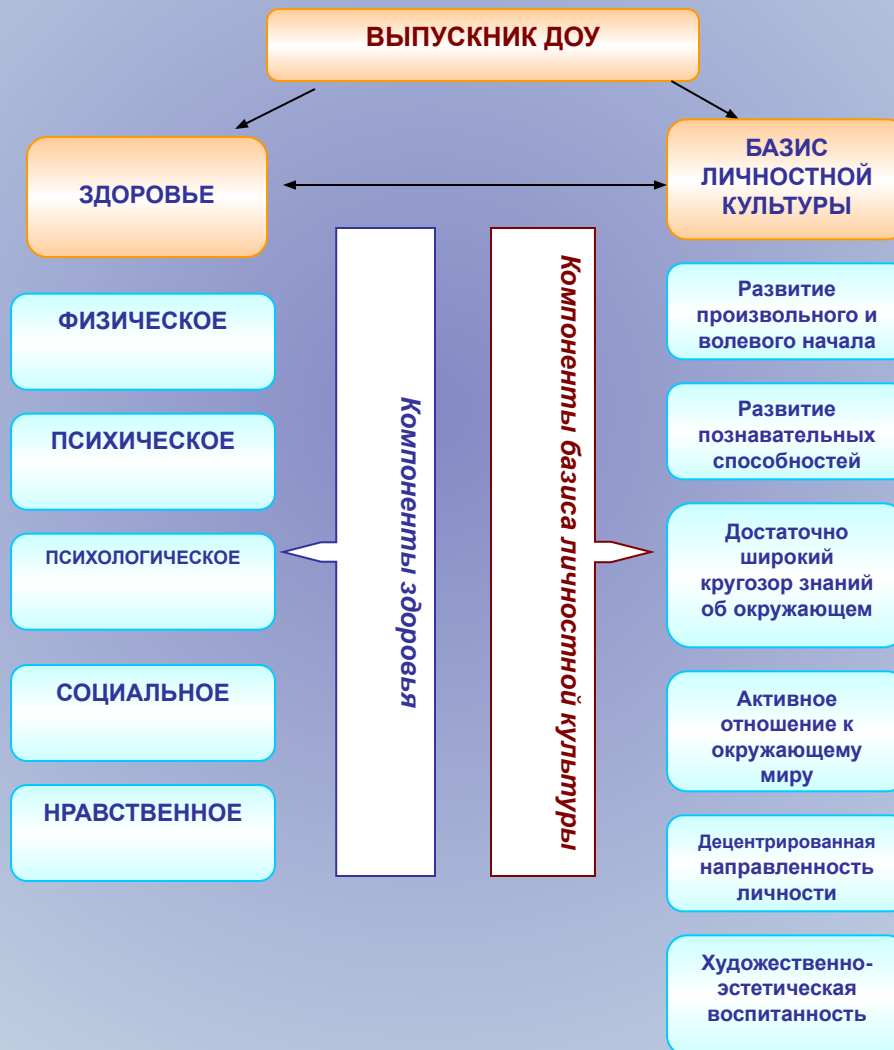 ВЫПУСКНИК ДОУ
ЗДОРОВЬЕ
БАЗИС
ЛИЧНОСТНОЙ
КУЛЬТУРЫ
ФИЗИЧЕСКОЕ
ПСИХИЧЕСКОЕ
ПСИХОЛОГИЧЕСКОЕ
СОЦИАЛЬНОЕ
НРАВСТВЕННОЕ
Компоненты здоровья
Компоненты базиса личностной культуры
Развитие
произвольного и
волевого начала
Развитие
познавательных
способностей
Достаточно
широкий
кругозор знаний
об окружающем
Активное
отношение к
окружающему
миру
Децентрированная
направленность
личности
Художественно-
эстетическая
воспитанность